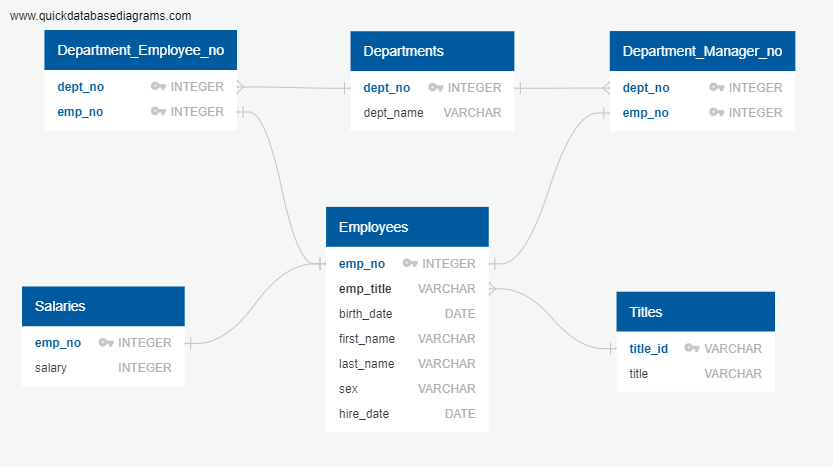 www.quickdatabasediagrams.com
Department_Employee_no
dept_no INTEGER
emp_no INTEGER
Departments
dept_no INTEGER
dept_name VARCHAR
Department_Manager_no
dept_no INTEGER
emp_no INTEGER
Employees
emp_no INTEGER
emp_title VARCHAR
birth_date DATE
first_name VARCHAR
last_name VARCHAR
sex VARCHAR
hire_date DATE
Salaries
emp_no INTEGER
salary INTEGER
Titles
title_id VARCHAR
title VARCHAR